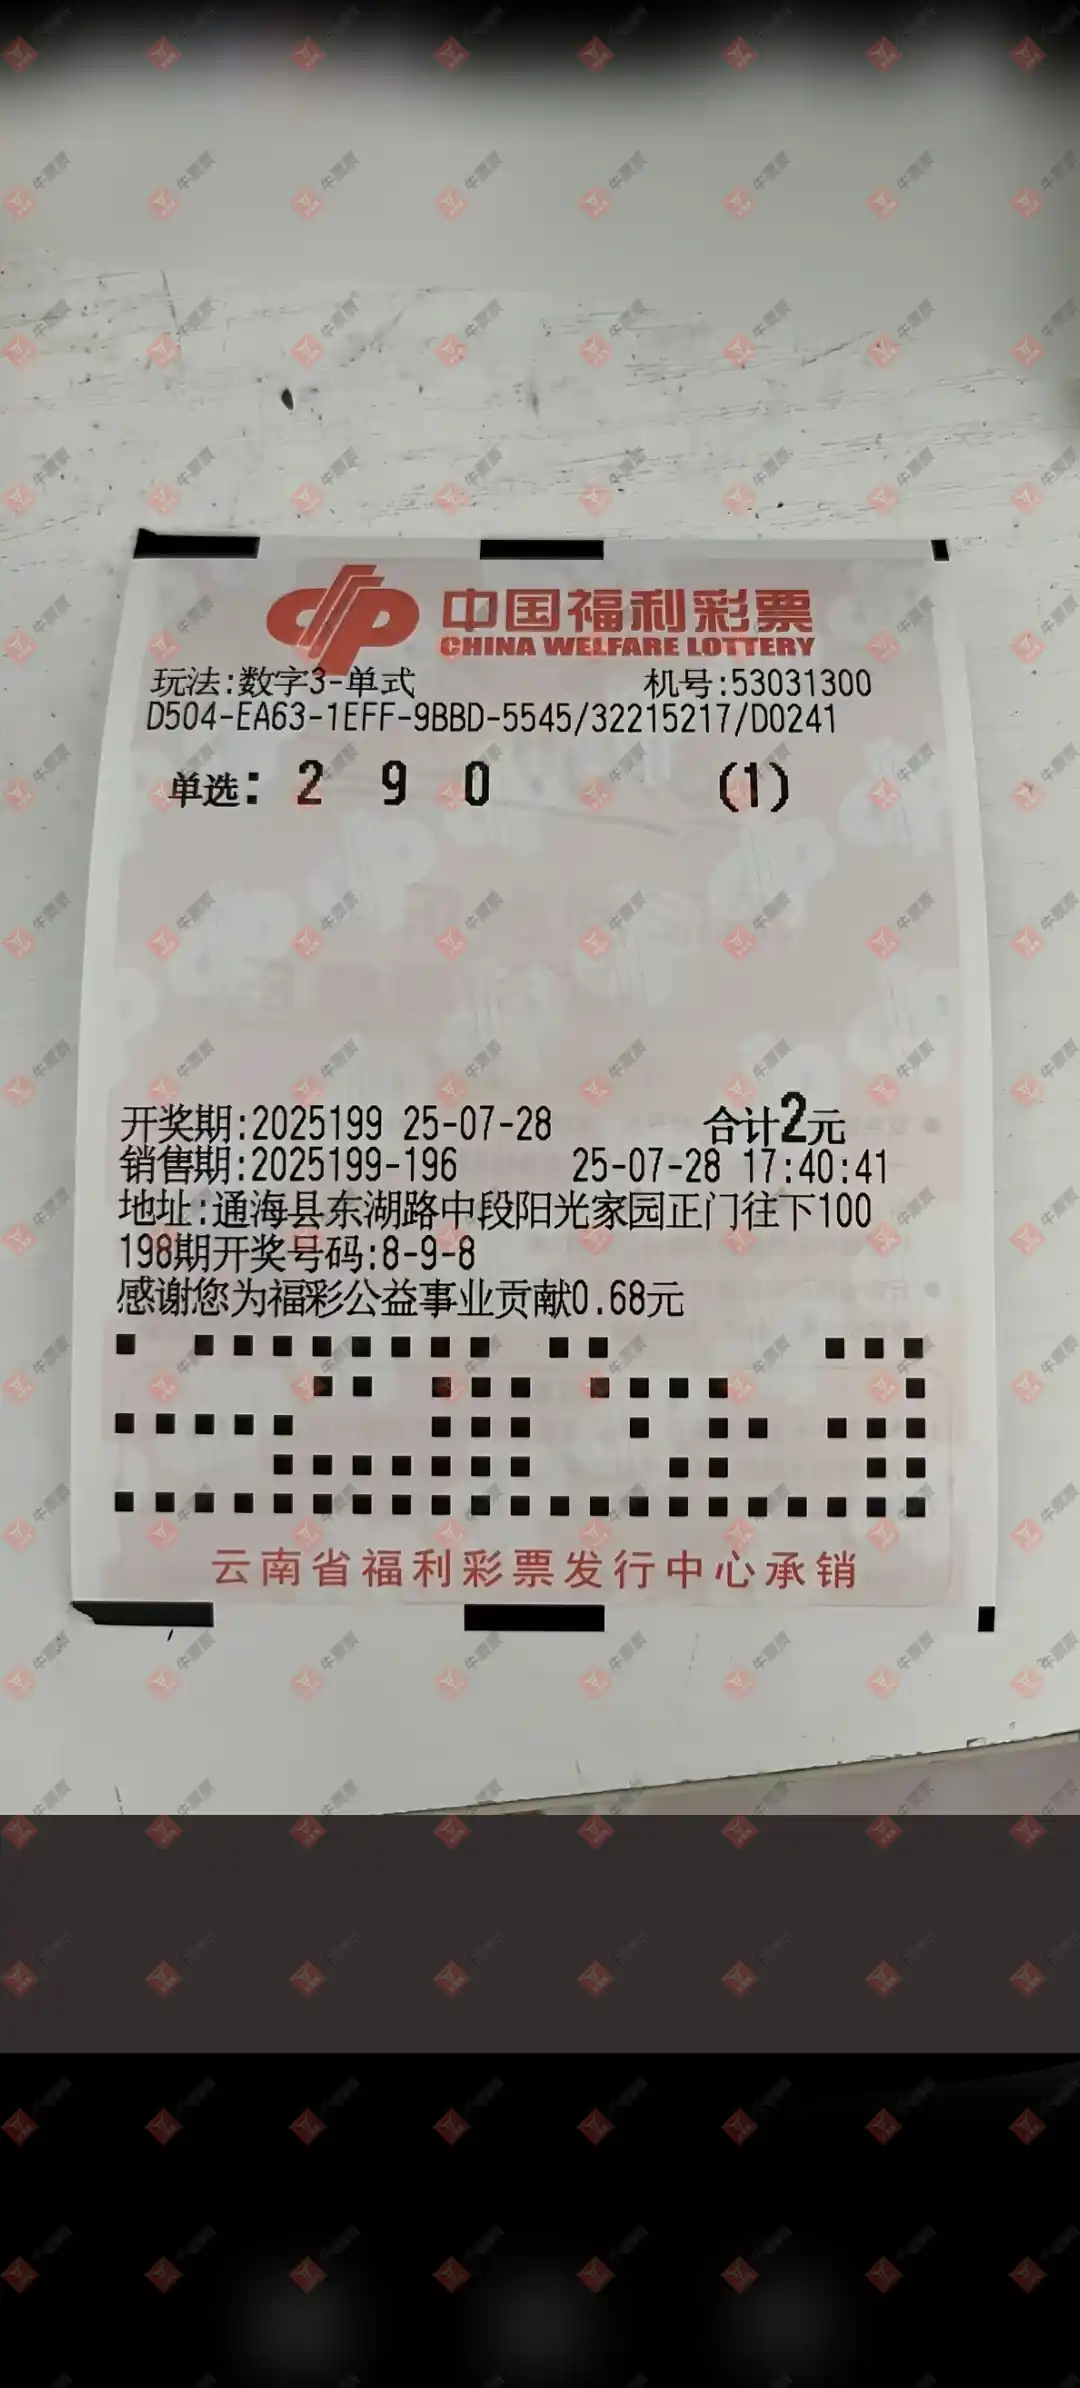 中国福利彩票
CHINA WELFARE LOTTERY
玩法:数字3-单式 机号:53031300
D504-EA63-1EFF-9BBD-5545/32215217/D0241
单选: 2 9 0 (1)
开奖期:2025199 25-07-28 合计2元
销售期:2025199-196 25-07-28 17:40:41
地址:通海县东湖路中段阳光家园正门往下100
198期开奖号码:8-9-8
感谢您为福彩公益事业贡献0.68元
云南省福利彩票发行中心承销